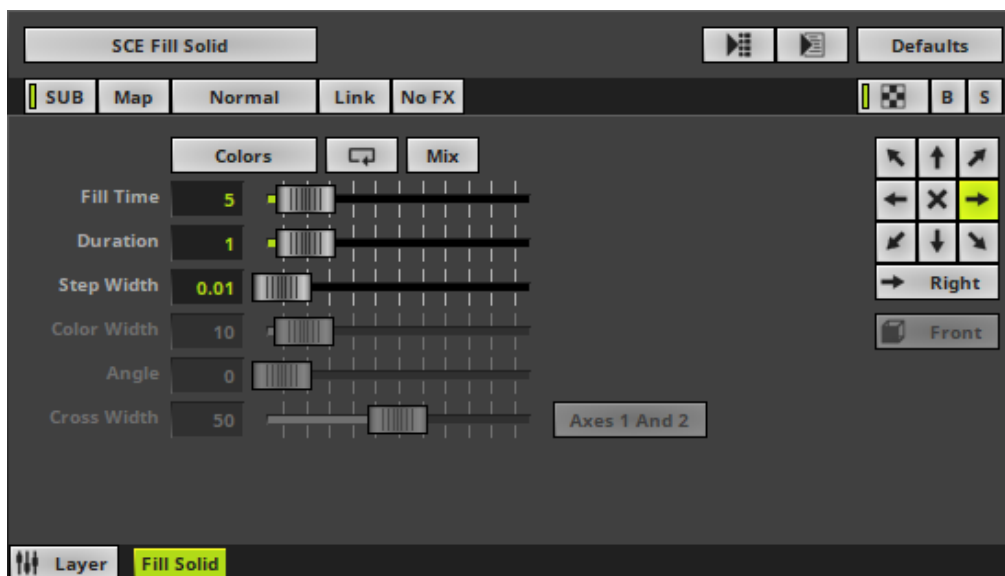 SCE Fill Solid Defaults
SUB Map Normal Link No FX B S
Colors Mix
Fill Time 5
Duration 1
Step Width 0.01 Right
Color Width 10 Front
Angle 0
Cross Width 50 Axes 1 And 2
Layer Fill Solid